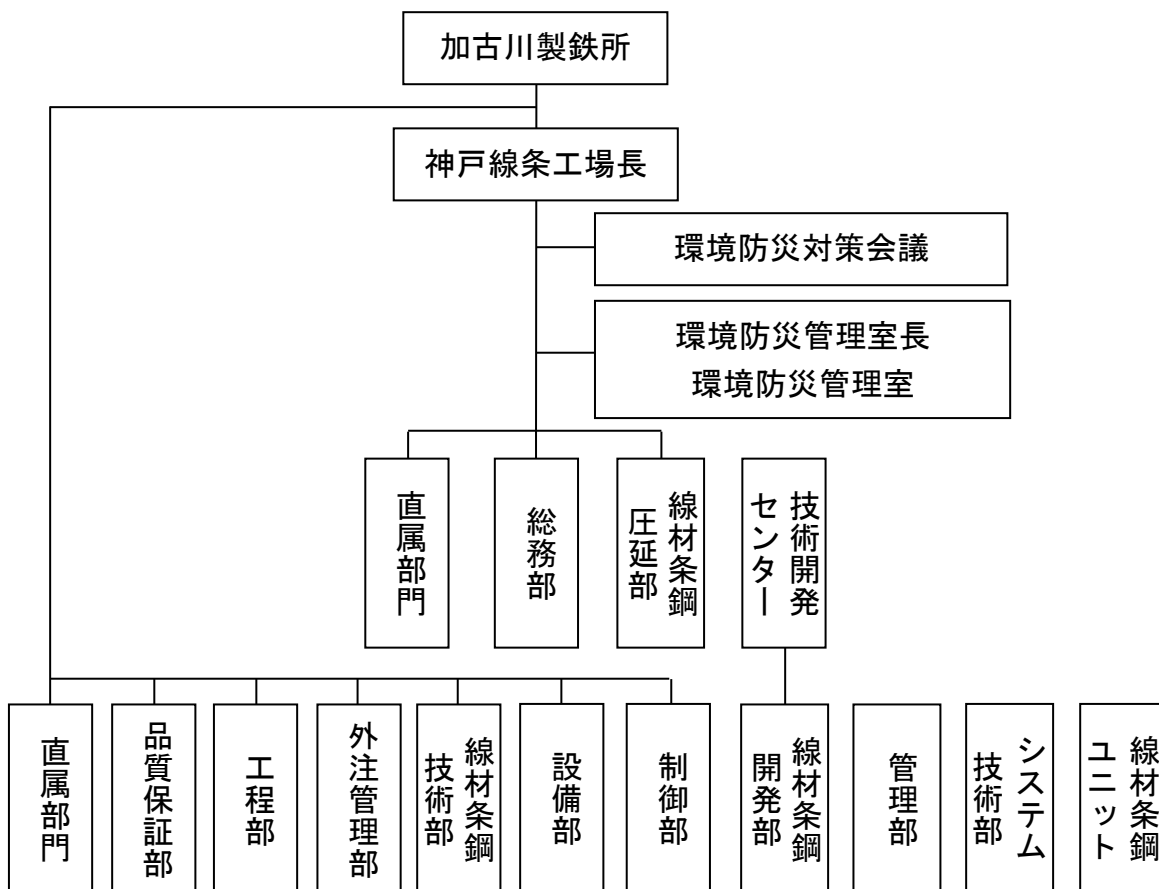 加古川製鉄所
神戸線条工場長
環境防災対策会議
環境防災管理室長
環境防災管理室
直属部門
総務部
線材条鋼
圧延部
技術開発
センター
直属部門
品質保証部
工程部
外注管理部
線材条鋼
技術部
設備部
制御部
線材条鋼
開発部
管理部
システム
技術部
線材条鋼
ユニット